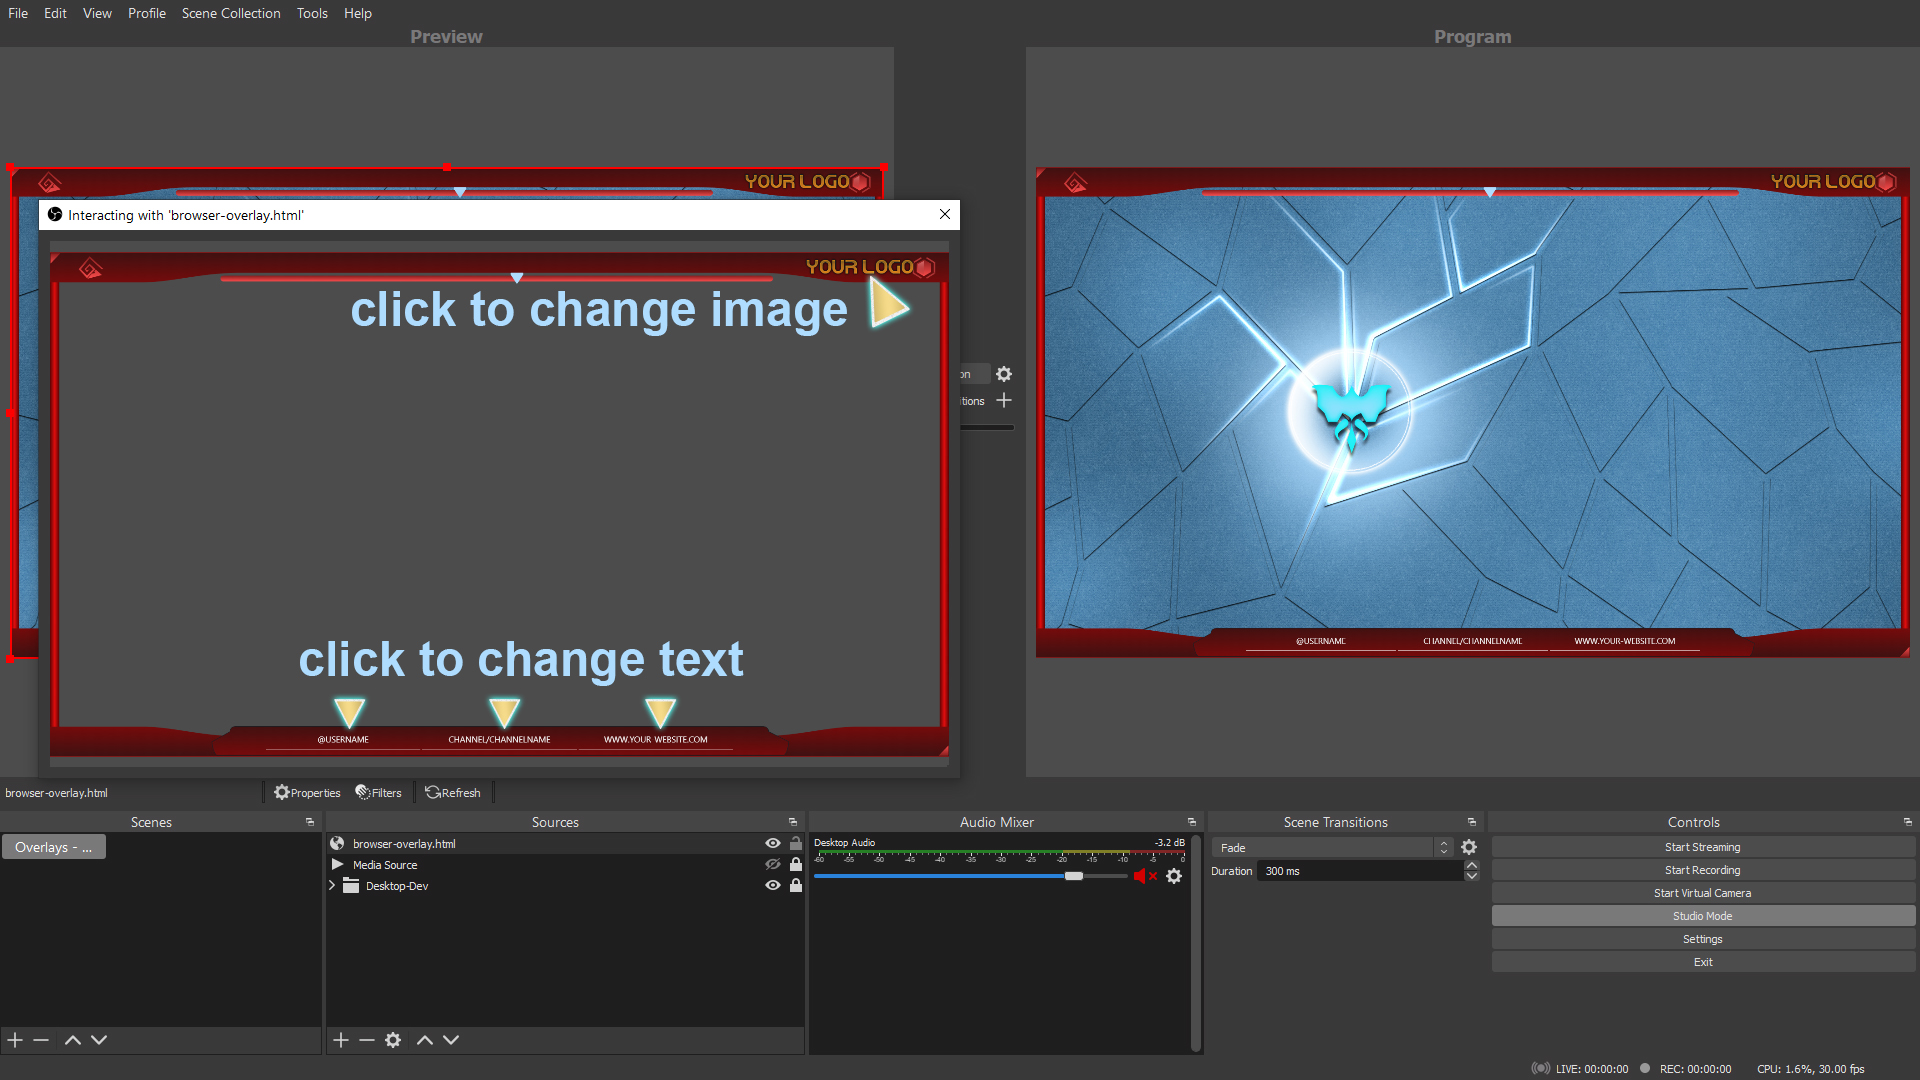 File Edit View Profile Scene Collection Tools Help
Preview
Program
YOUR LOGO
YOUR LOGO
Interacting with 'browser-overlay.html'
YOUR LOGO
click to change image
on
itions
click to change text
@USERNAME CHANNEL/CHANNELNAME WWW.YOUR-WEBSITE.COM
@USERNAME CHANNEL/CHANNELNAME WWW.YOUR-WEBSITE.COM
browser-overlay.html Properties Filters Refresh
Scenes
Overlays - ...
Sources
browser-overlay.html
Media Source
Desktop-Dev
Audio Mixer
Desktop Audio -3.2 dB
-60 -55 -50 -45 -40 -35 -30 -25 -20 -15 -10 -5 0
Scene Transitions
Fade
Duration 300 ms
Controls
Start Streaming
Start Recording
Start Virtual Camera
Studio Mode
Settings
Exit
LIVE: 00:00:00 REC: 00:00:00 CPU: 1.6%, 30.00 fps